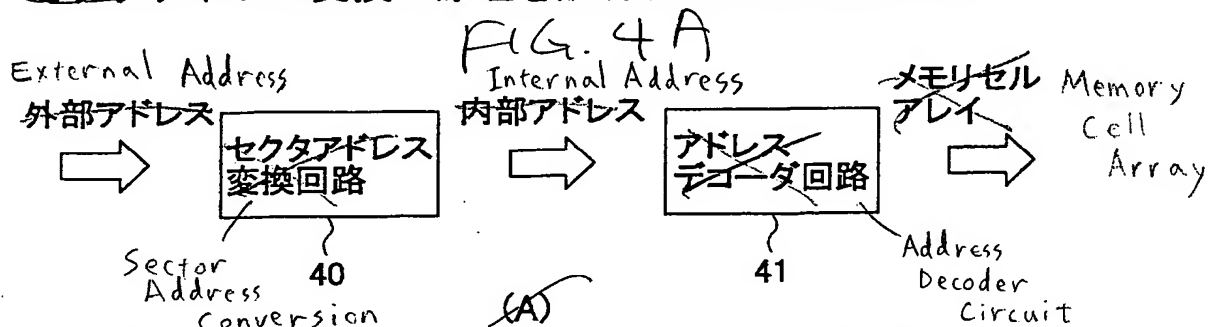 FIG. 4A
External Address
外部アドレス
Internal Address
内部アドレス
メモリセル
アレイ
Memory
Cell
Array
セクタアドレス
変換回路
アドレス
デコーダ回路
40
41
Sector
Address
Conversion
Address
Decoder
Circuit
(A)